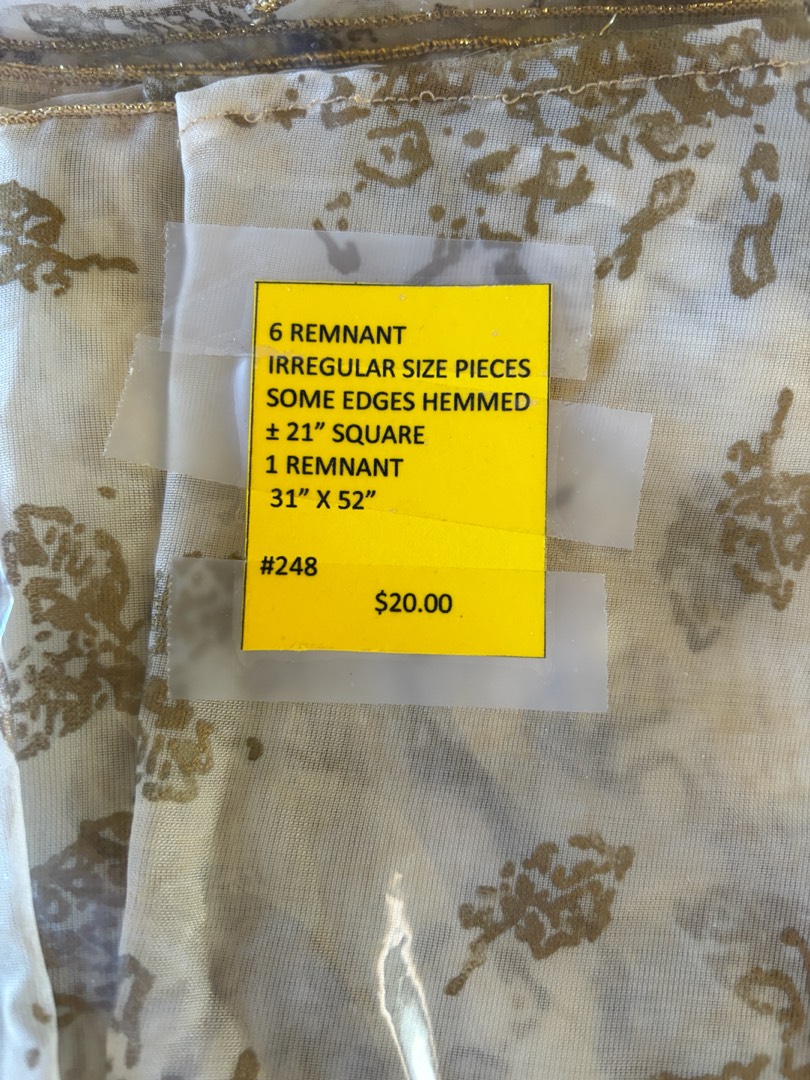 6 REMNANT
IRREGULAR SIZE PIECES
SOME EDGES HEMMED
± 21” SQUARE
1 REMNANT
31” X 52”
#248
$20.00